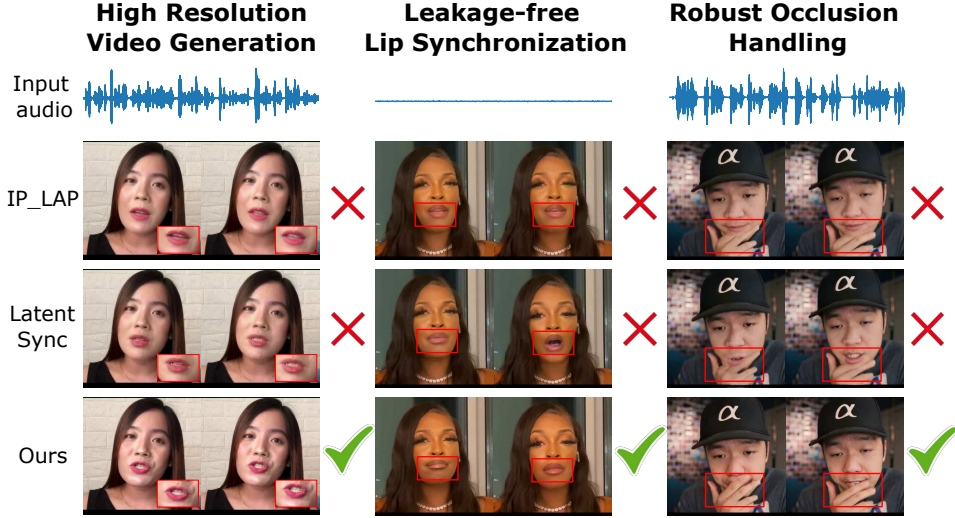 High Resolution
Video Generation
Leakage-free
Lip Synchronization
Robust Occlusion
Handling
Input
audio
IP_LAP
α α
Latent
Sync
α α
Ours
α α